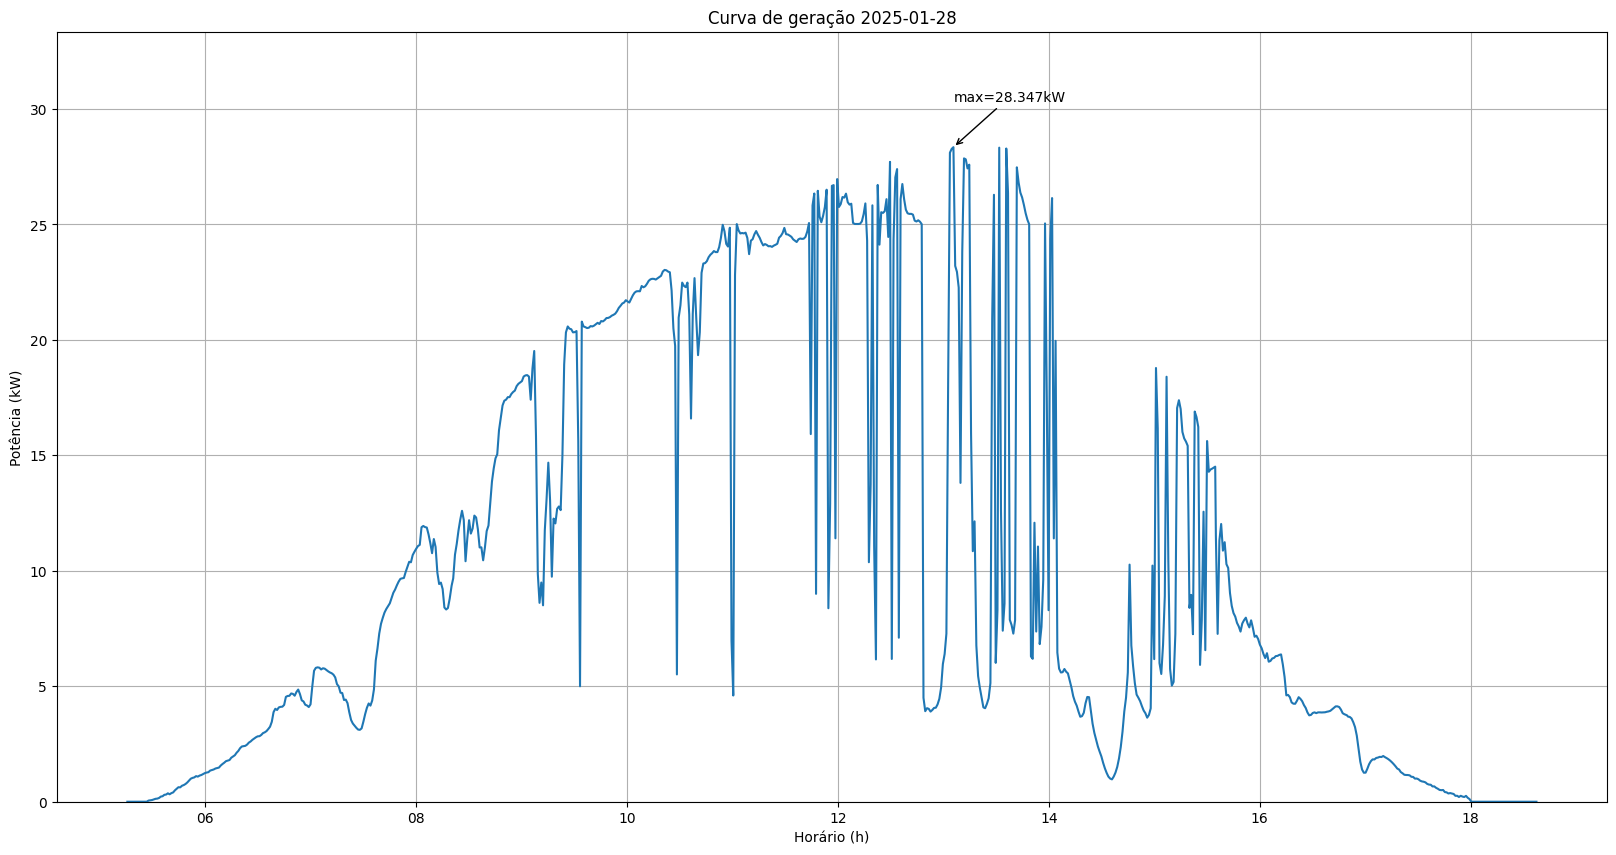 Curva de geração 2025-01-28
max=28.347kW
Potência (kW)
30
25
20
15
10
5
0
06 08 10 12 14 16 18
Horário (h)